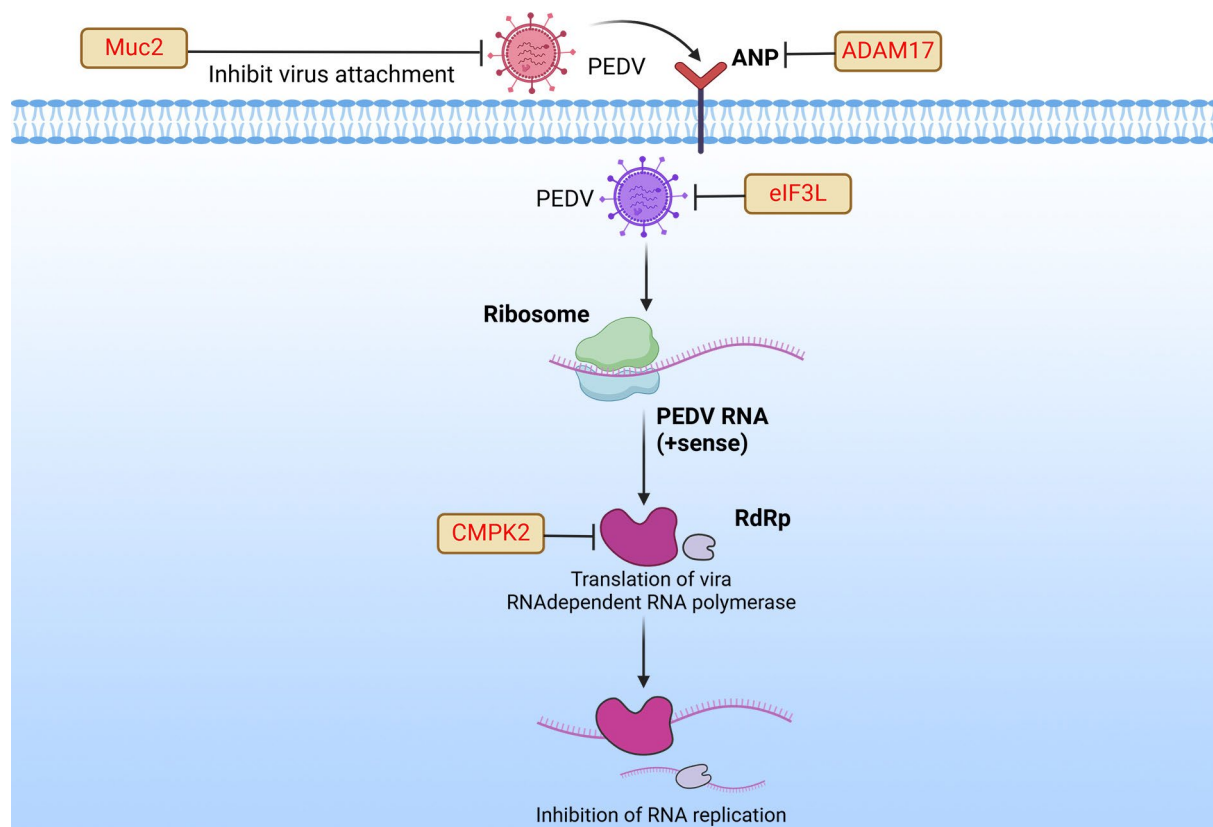 Muc2
Inhibit virus attachment
PEDV
ANP
ADAM17
PEDV
eIF3L
Ribosome
PEDV RNA
(+sense)
CMPK2
RdRp
Translation of vira
RNAdependent RNA polymerase
Inhibition of RNA replication